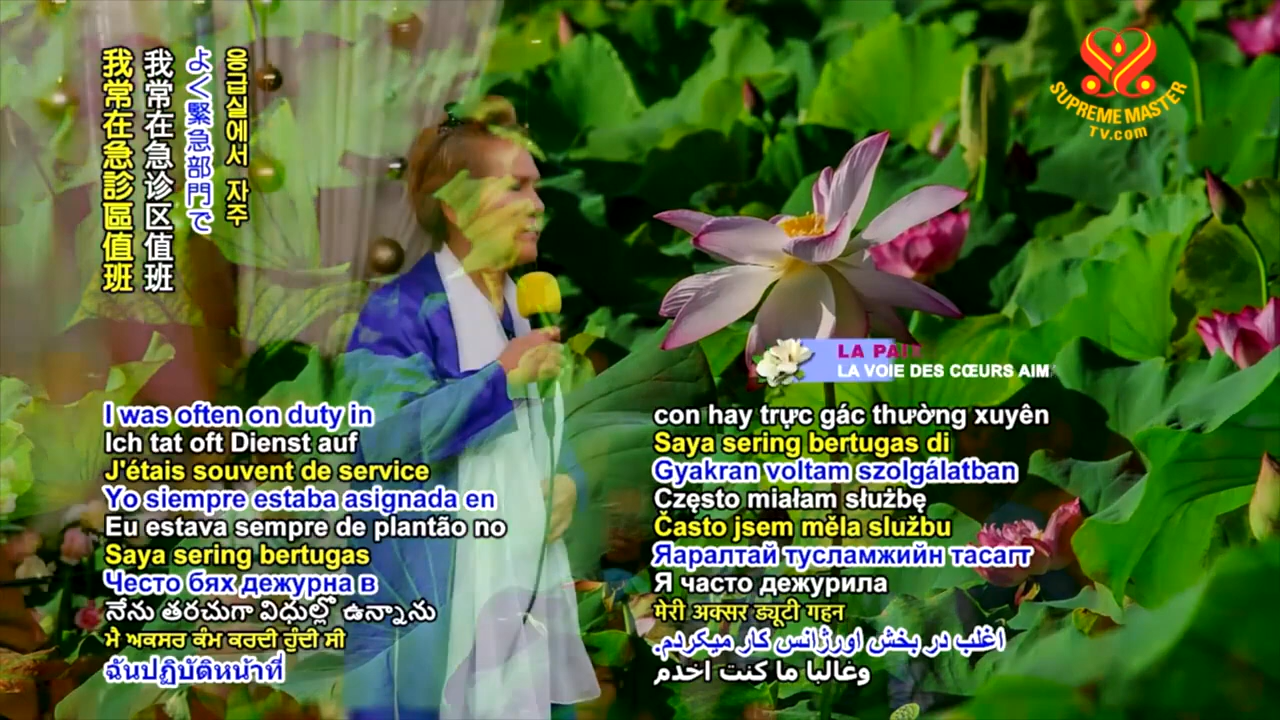 我常在急診區值班
我常在急诊区值班
よく緊急部門で
응급실에서 자주
SUPREME MASTER
TV.com
LA VOIE DES CŒURS AIM
I was often on duty in
Ich tat oft Dienst auf
J'étais souvent de service
Yo siempre estaba asignada en
Eu estava sempre de plantão no
Saya sering bertugas
Често бях дежурна в
నేను తరచుగా విధుల్లో ఉన్నాను
ਮੈ ਅਕਸਰ ਕੰਮ ਕਰਦੀ ਹੁੰਦੀ ਸੀ
ฉันปฏิบัติหน้าที่
con hay trực gác thường xuyên
Saya sering bertugas di
Gyakran voltam szolgálatban
Często miałam służbę
Často jsem měla službu
Яаралтай тусламжийн тасагт
Я часто дежурила
मेरी अक्सर ड्यूटी गहन
اغلب در بخش اورژانس کار میکردم.
وغالبا ما كنت اخدم